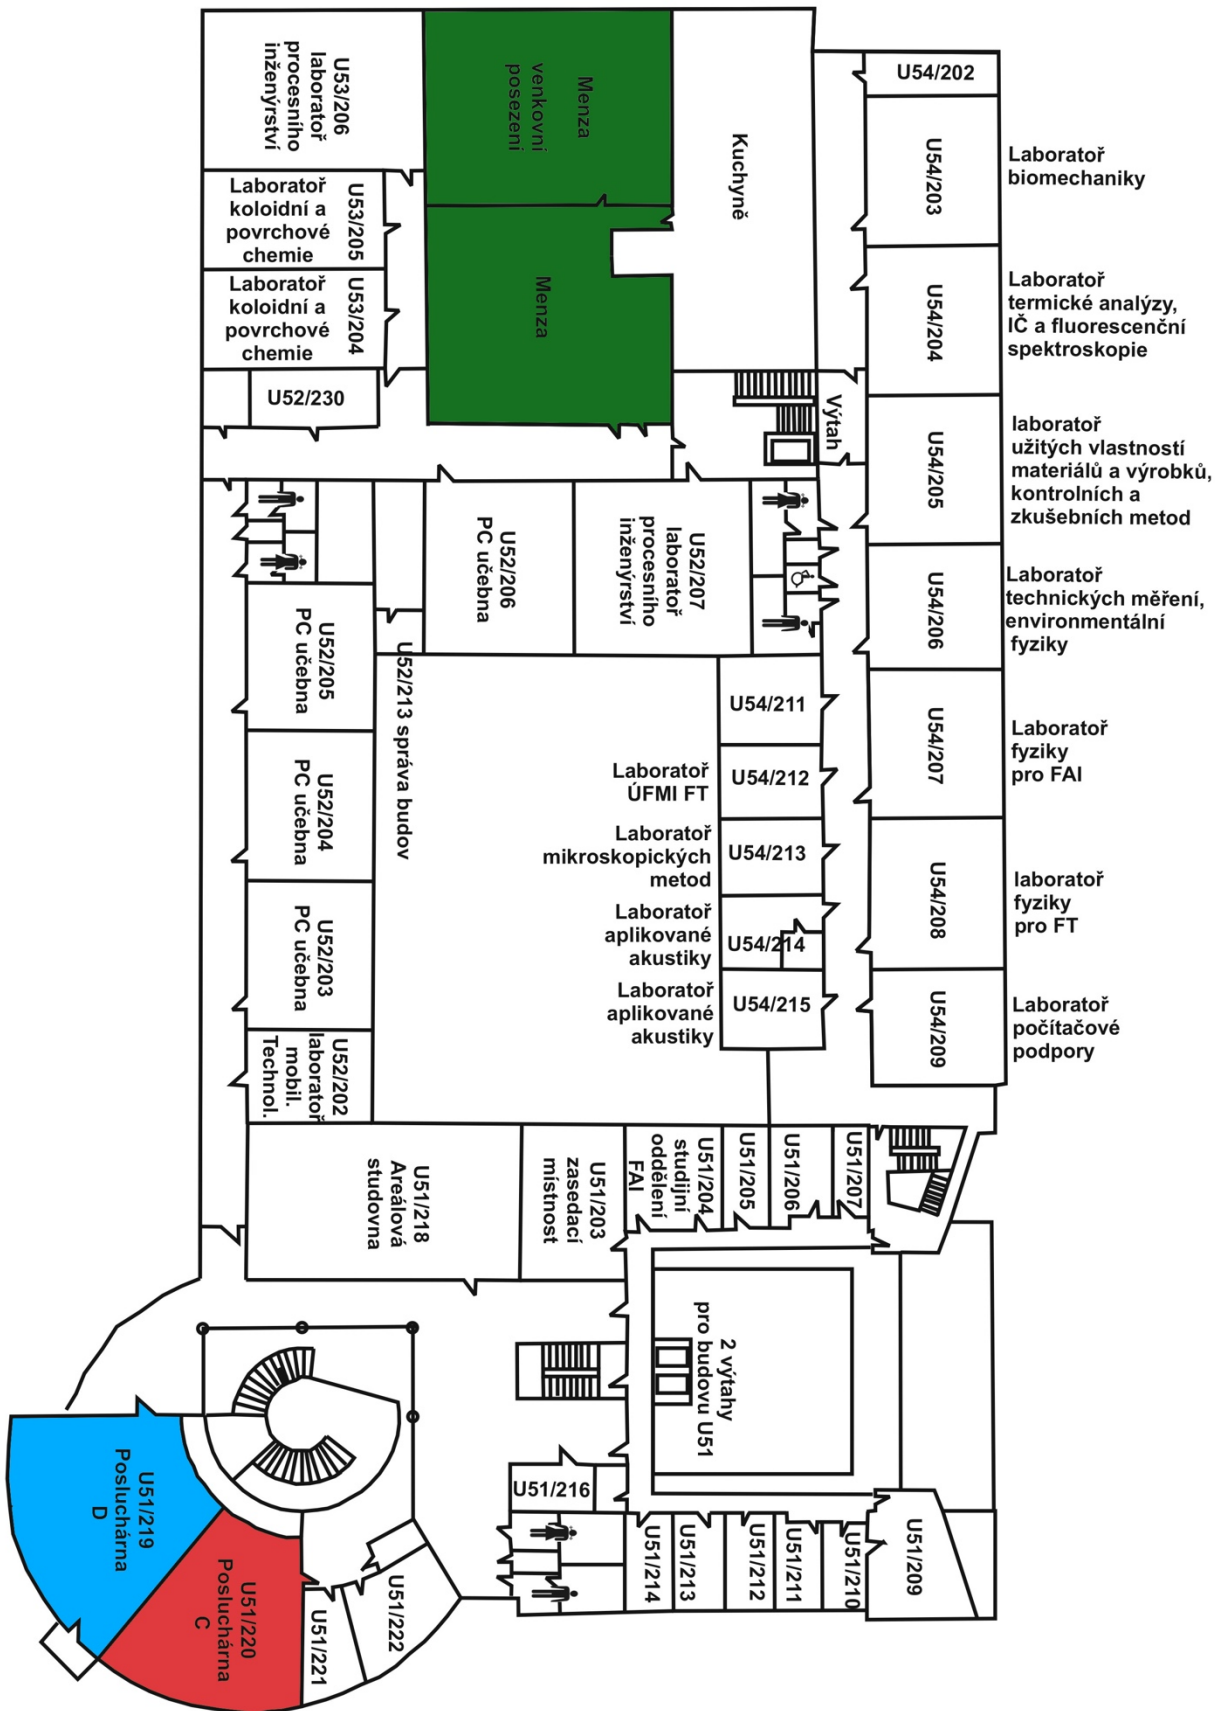 U53/206
laboratoř
procesního
inženýrství
Menza
venkovni
posezeni
Kuchyně
U54/202
U54/203
Laboratoř
biomechaniky
U53/205
Laboratoř
koloidní a
povrchové
chemie
U53/204
Laboratoř
koloidní a
povrchové
chemie
Menza
U54/204
Laboratoř
termické analýzy,
IČ a fluorescenční
spektroskopie
U52/230
Výtah
U54/205
laboratoř
užitých vlastností
materiálů a výrobků,
kontrolních a
zkušebních metod
U52/206
PC učebna
U52/207
laboratoř
procesního
inženýrství
U54/206
Laboratoř
technických měření,
environmentální
fyziky
U52/205
PC učebna
U52/213 správa budov
U54/211
U54/207
Laboratoř
fyziky
pro FAI
U52/204
PC učebna
Laboratoř
ÚFMI FT
U54/212
Laboratoř
mikroskopických
metod
U54/213
U54/208
laboratoř
fyziky
pro FT
U52/203
PC učebna
Laboratoř
aplikované
akustiky
U54/214
Laboratoř
aplikované
akustiky
U54/215
U54/209
Laboratoř
počítačové
podpory
U52/202
laboratoř
mobil.
Technol.
U51/218
Areálová
studovna
U51/203
zasedací
místnost
U51/204
studijní
oddělení
FAI
U51/205
U51/206
U51/207
2 výtahy
pro budovu U51
U51/219
Posluchárna
D
U51/220
Posluchárna
C
U51/221
U51/222
U51/216
U51/214
U51/213
U51/212
U51/211
U51/210
U51/209